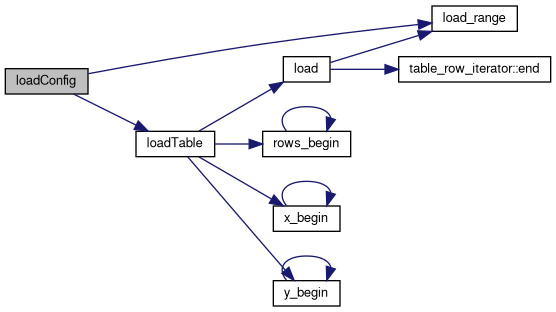 load_range
load
table_row_iterator::end
loadConfig
loadTable
rows_begin
x_begin
y_begin